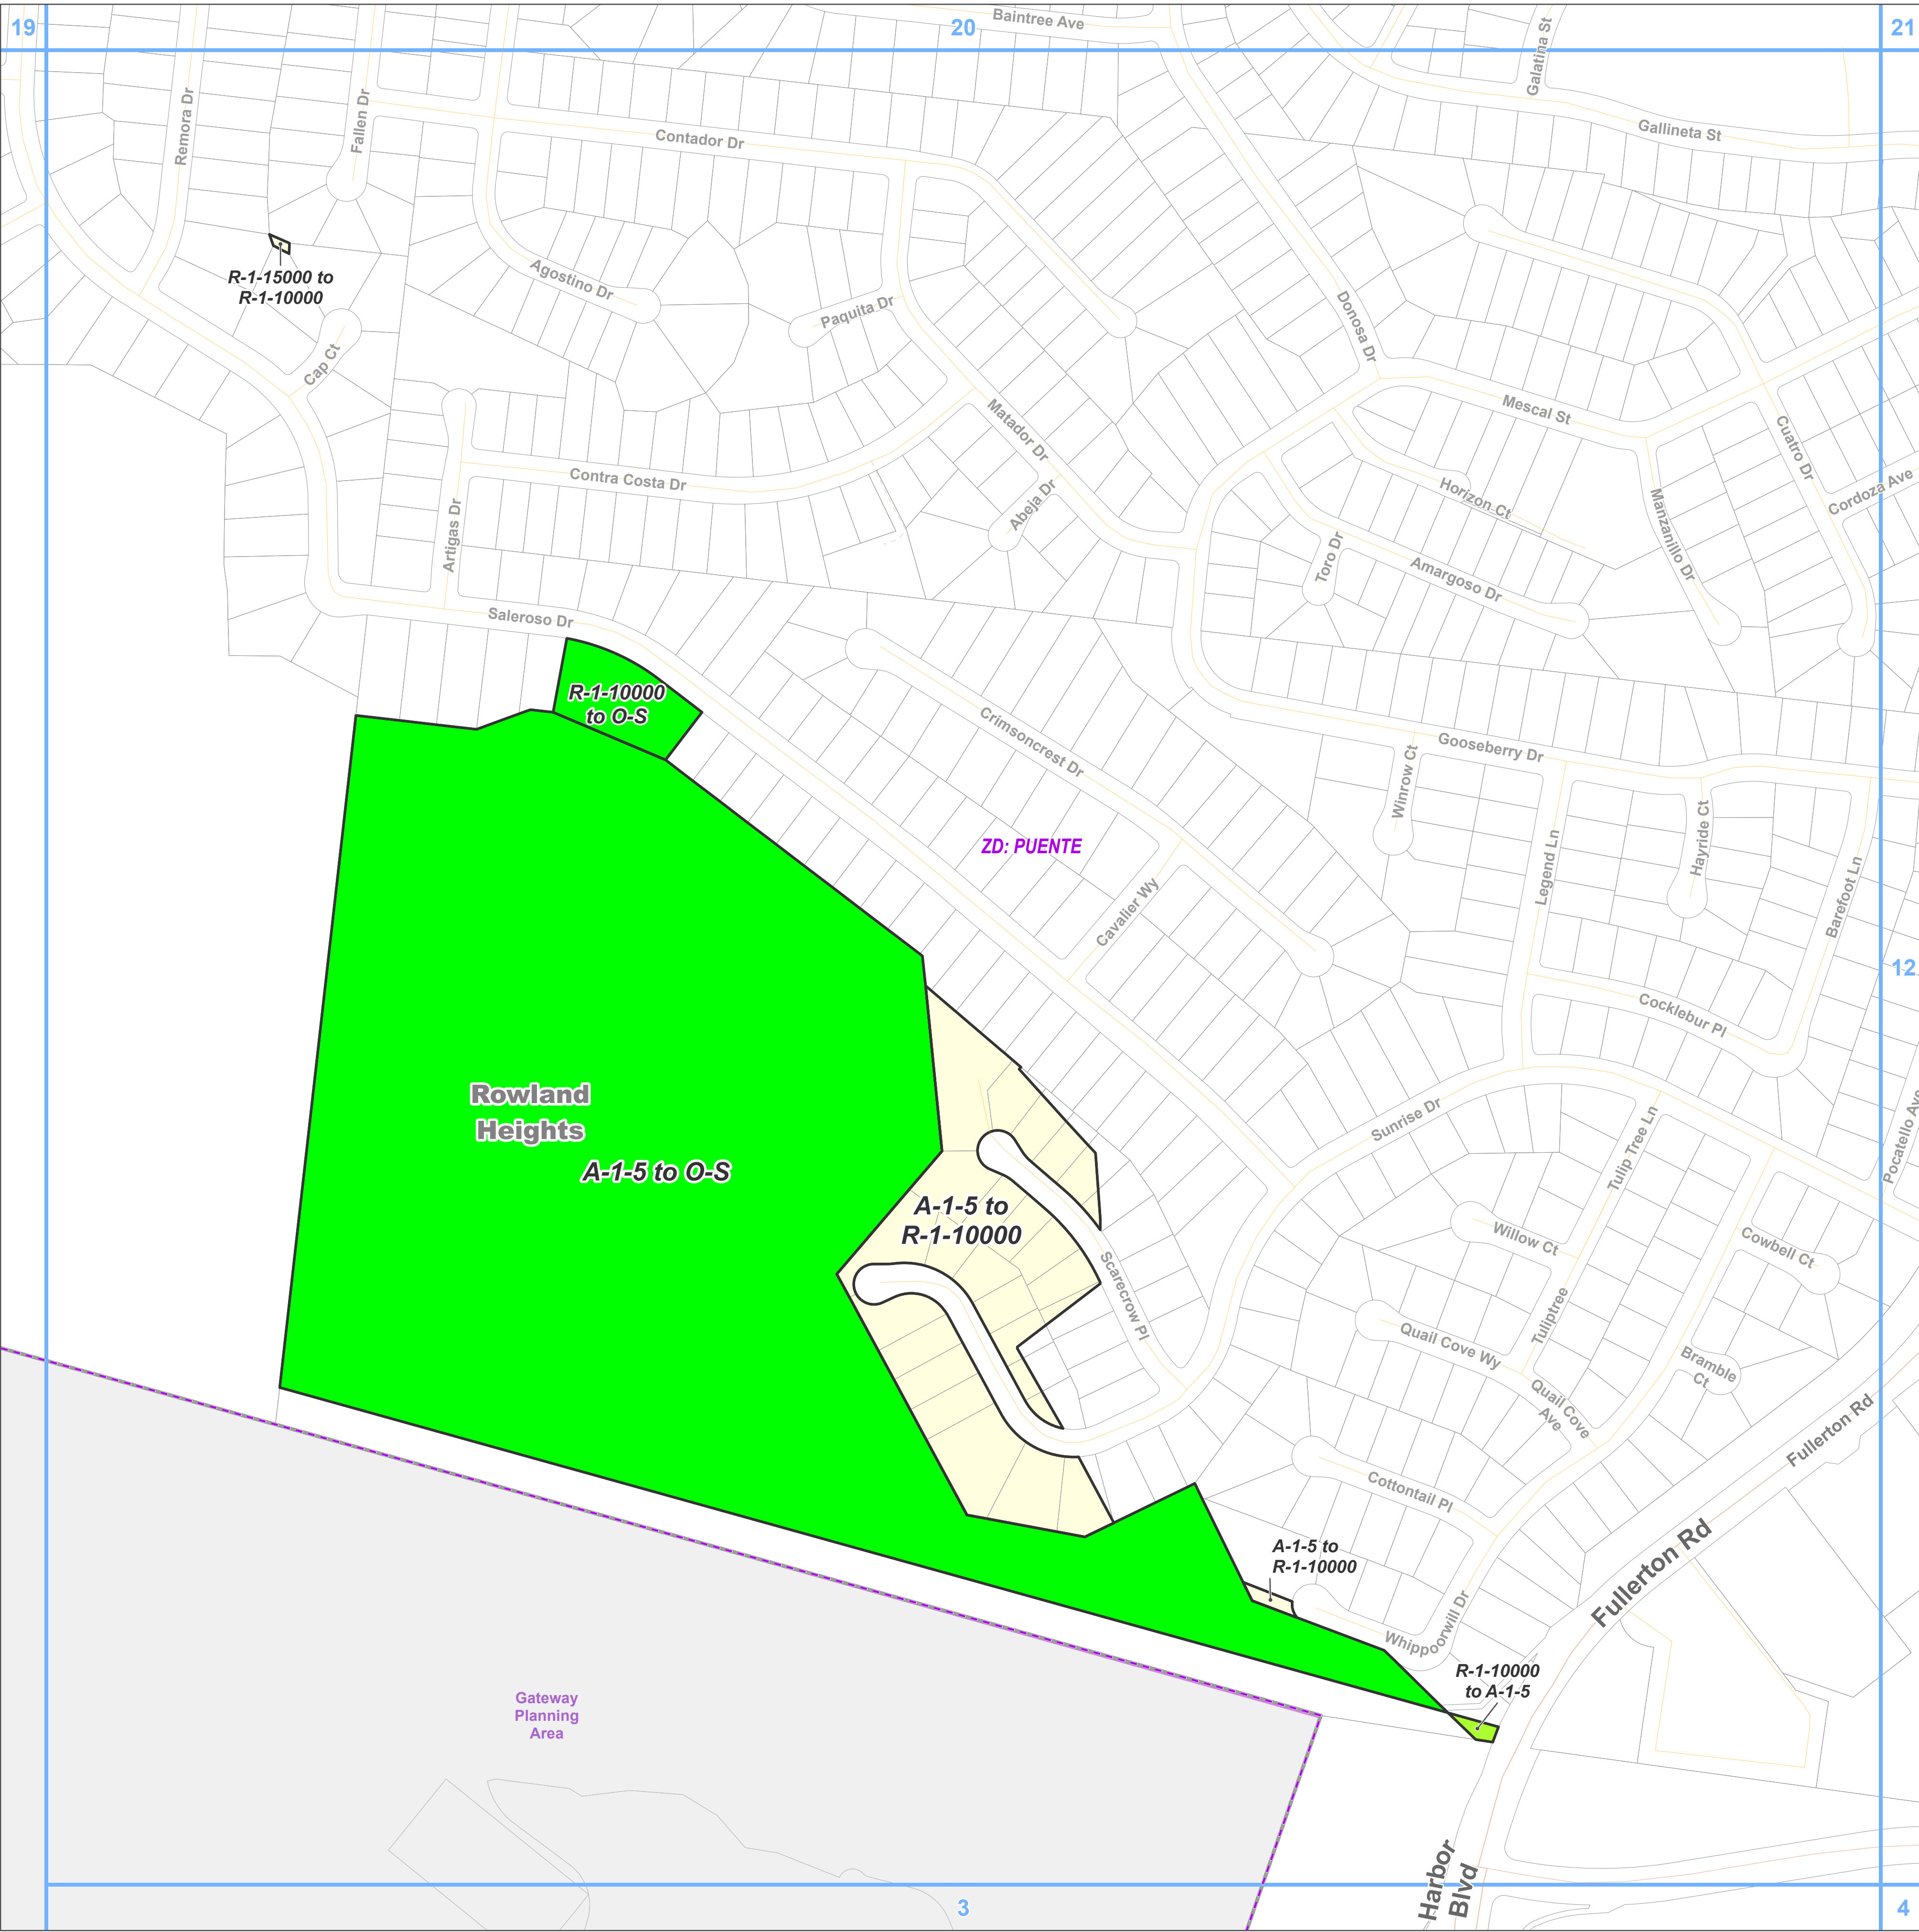 19
20
21
Baintree Ave
Galatina St
Remora Dr
Fallen Dr
Contador Dr
Gallineta St
R-1-15000 to
R-1-10000
Agostino Dr
Paquita Dr
Donosa Dr
Cap Ct
Matador Dr
Mescal St
Cuatro Dr
Contra Costa Dr
Abeja Dr
Horizon Ct
Cordoza Ave
Artigas Dr
Toro Dr
Amargoso Dr
Manzanillo Dr
Saleroso Dr
R-1-10000
to O-S
Crimsoncrest Dr
Gooseberry Dr
Winrow Ct
Legend Ln
Hayride Ct
Barefoot Ln
ZD: PUENTE
Cavalier Wy
12
Cocklebur Pl
Rowland
Heights
A-1-5 to O-S
Sunrise Dr
Tulip Tree Ln
Pocatello Ave
A-1-5 to
R-1-10000
Scarecrow Pl
Willow Ct
Cowbell Ct
Tuliptree
Quail Cove Wy
Bramble
Ct
Quail Cove
Ave
Fullerton Rd
Cottontail Pl
Fullerton Rd
A-1-5 to
R-1-10000
Whippoorwill Dr
R-1-10000
to A-1-5
Gateway
Planning
Area
Harbor
Blvd
3
4